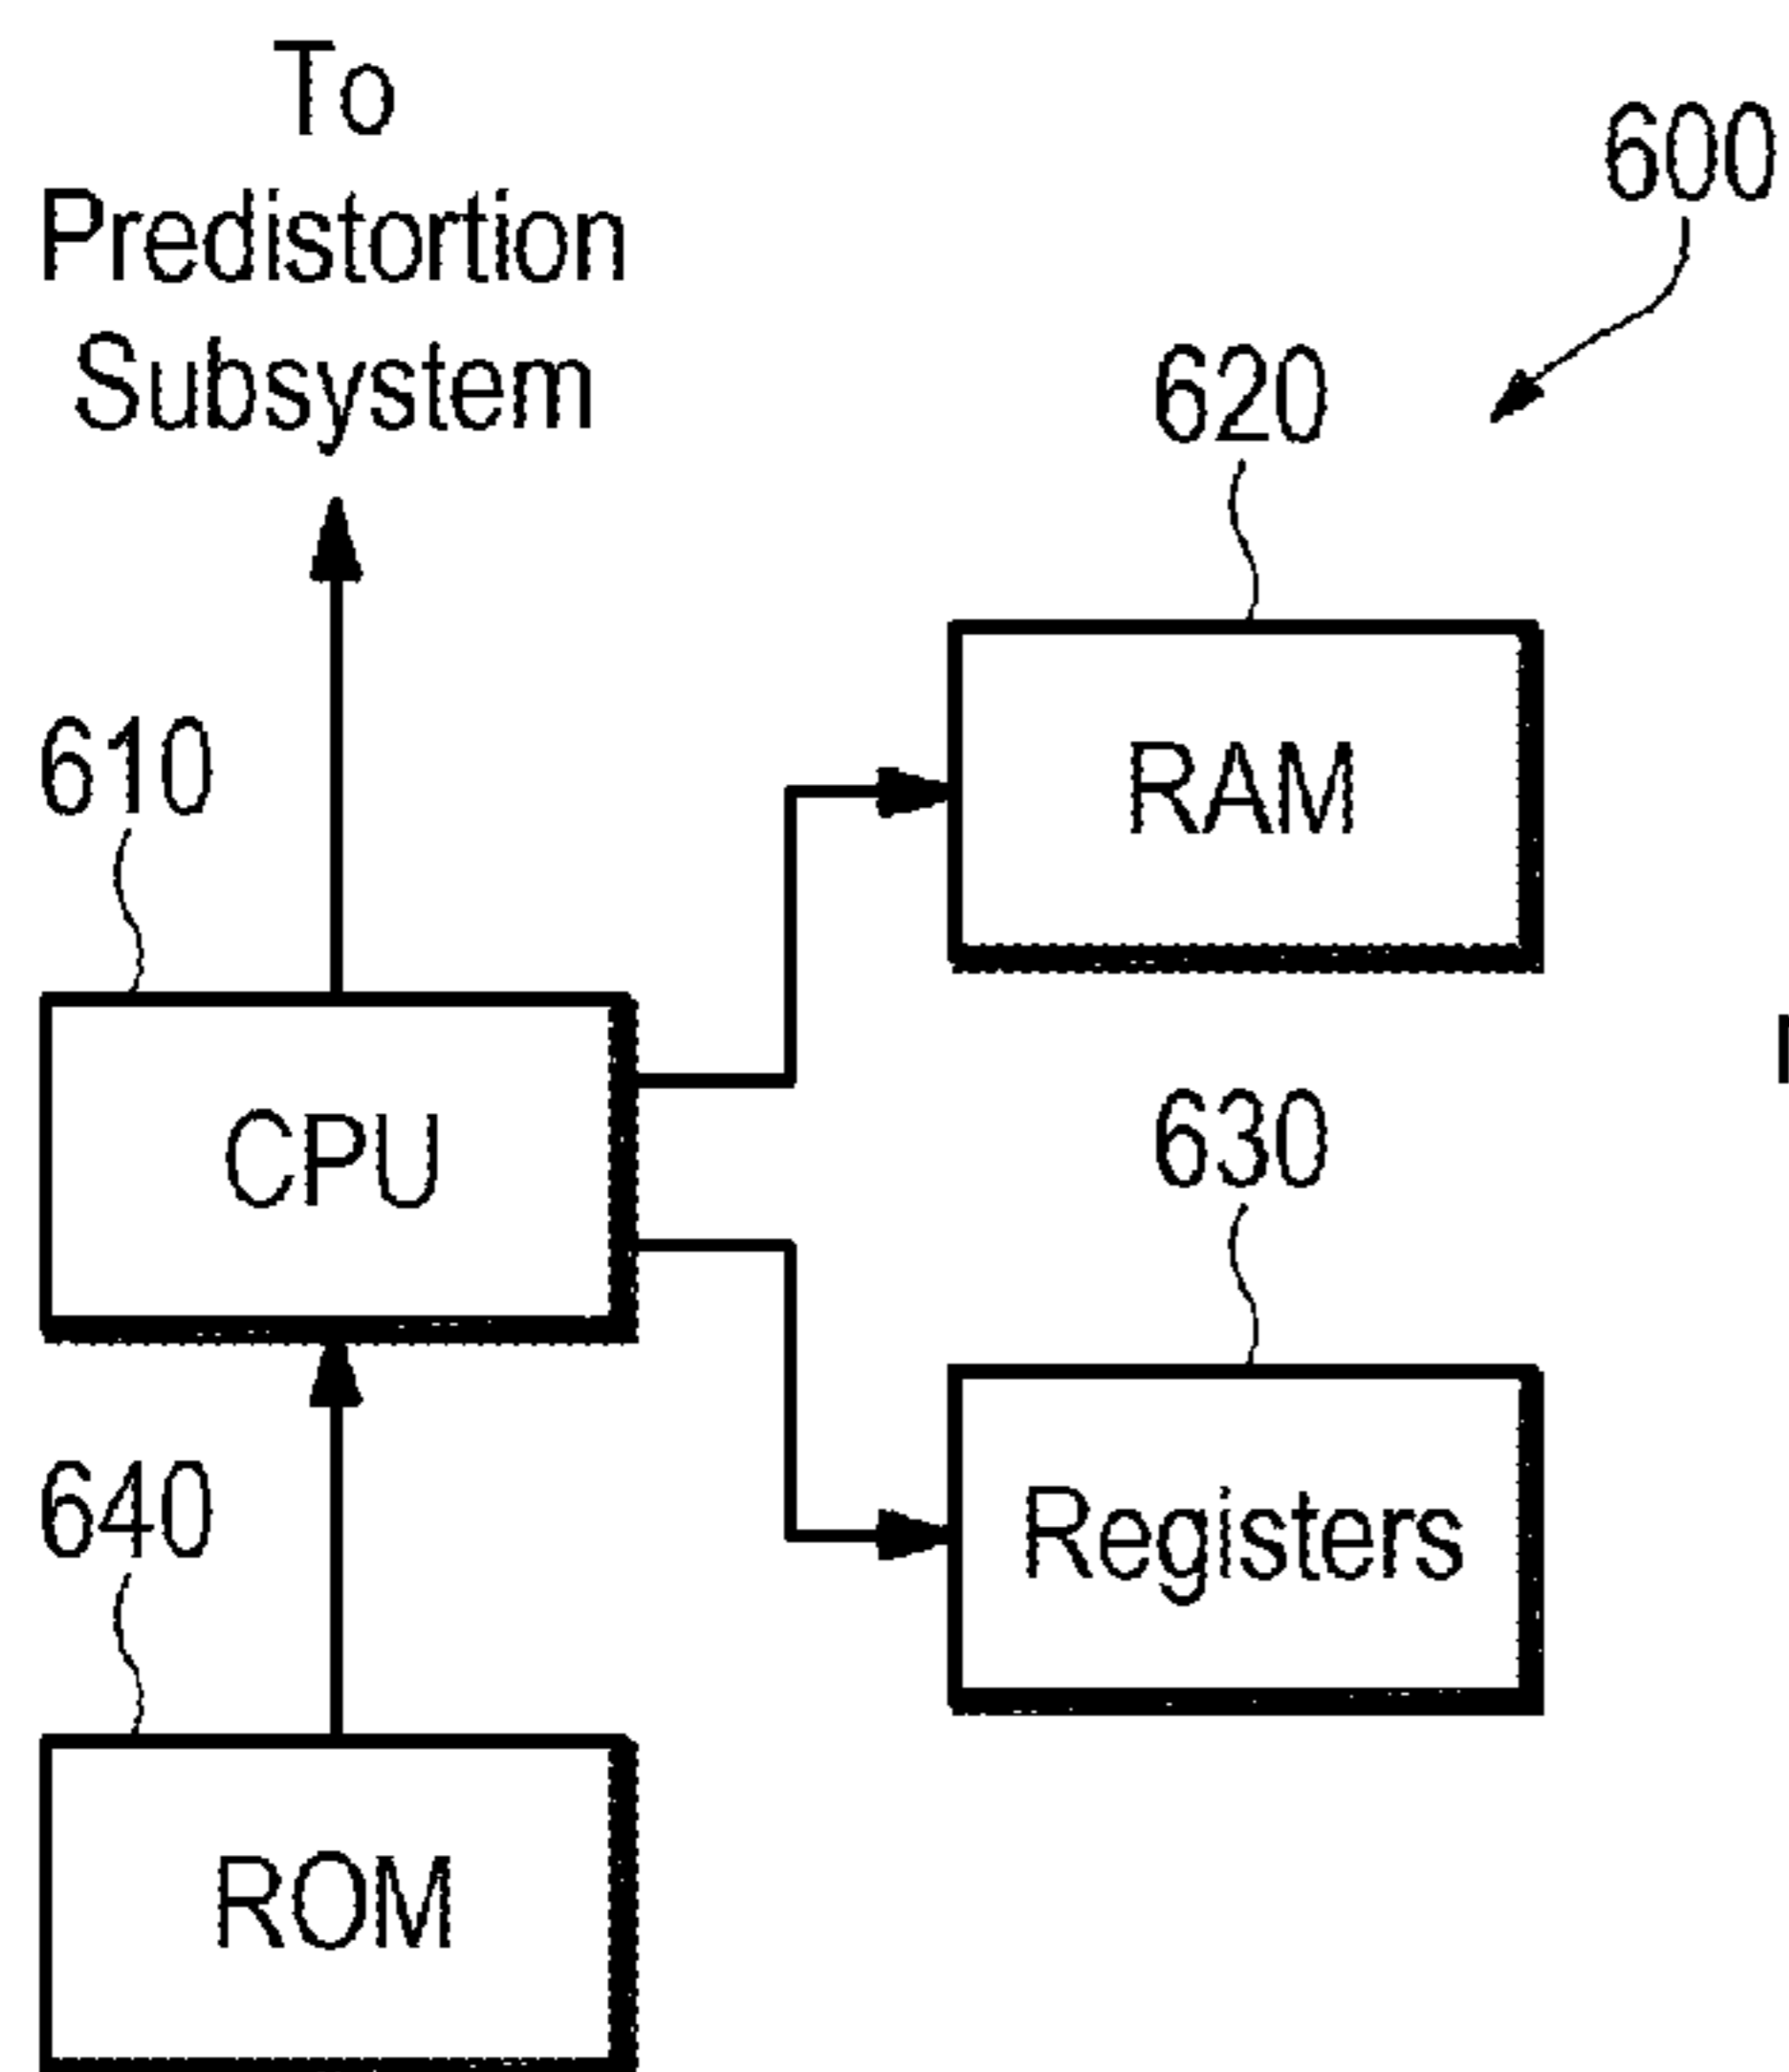 To
Predistortion
Subsystem
600
620
RAM
610
CPU
630
Registers
640
ROM